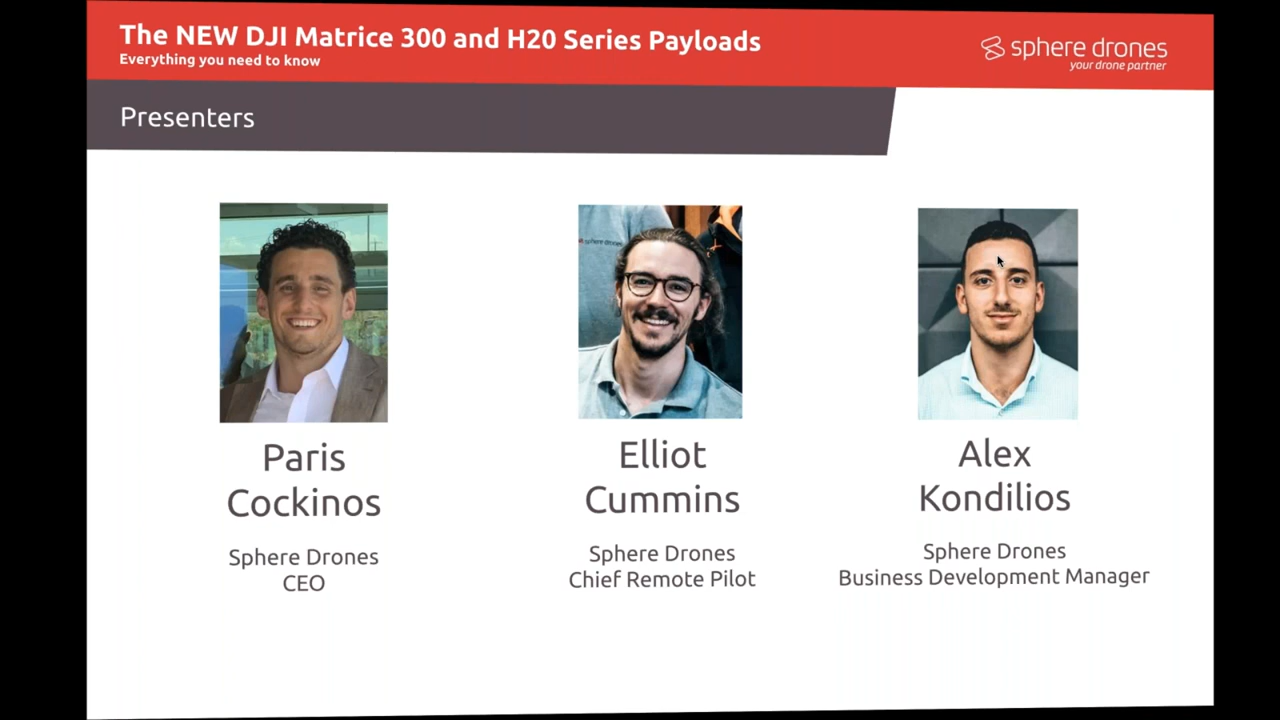 The NEW DJI Matrice 300 and H20 Series Payloads
Everything you need to know
sphere drones
your drone partner
Presenters
sphere drones
Paris
Cockinos
Sphere Drones
CEO
Elliot
Cummins
Sphere Drones
Chief Remote Pilot
Alex
Kondilios
Sphere Drones
Business Development Manager